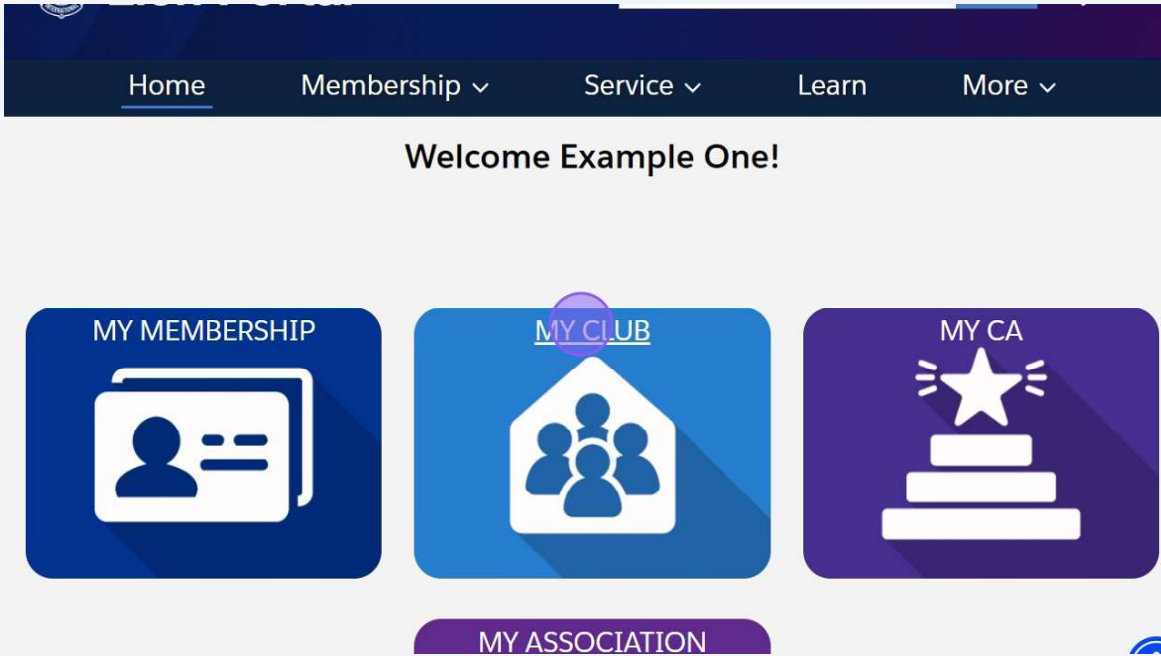 Home Membership Service Learn More
Welcome Example One!
MY MEMBERSHIP
MY CLUB
MY CA
MY ASSOCIATION